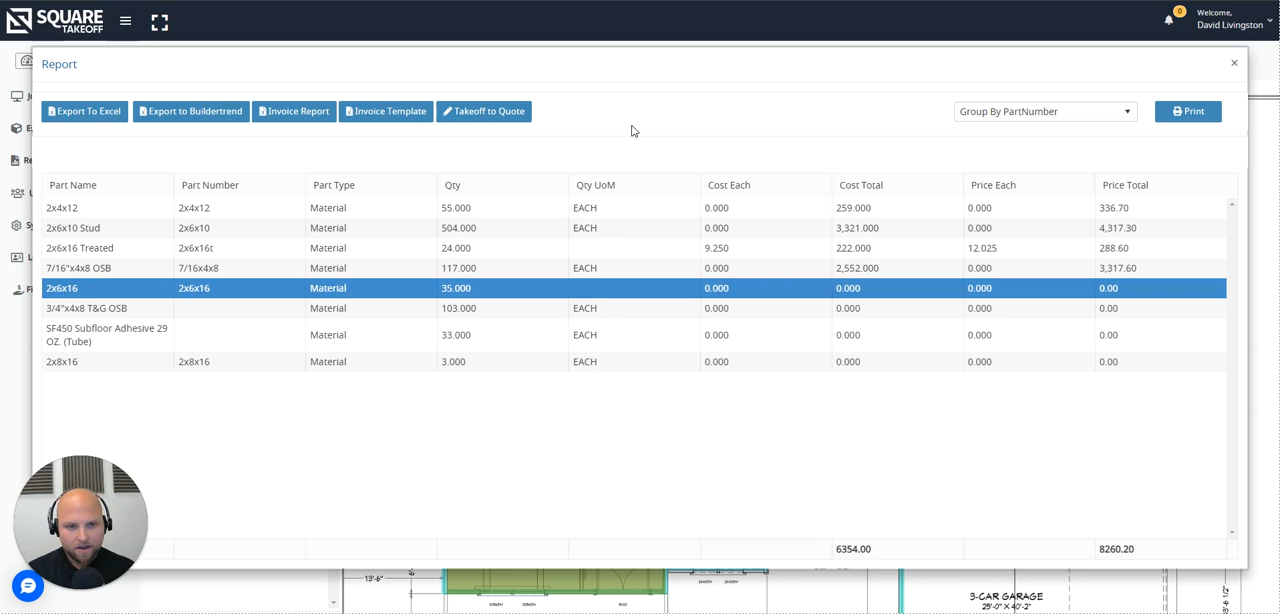 SQUARE
TAKEOFF
0
Welcome,
David Livingston
Report
×
Export To Excel
Export to Buildertrend
Invoice Report
Invoice Template
Takeoff to Quote
Group By PartNumber
Print
Part Name Part Number Part Type Qty Qty UoM Cost Each Cost Total Price Each Price Total
2x4x12 2x4x12 Material 55.000 EACH 0.000 259.000 0.000 336.70
2x6x10 Stud 2x6x10 Material 504.000 EACH 0.000 3,321.000 0.000 4,317.30
2x6x16 Treated 2x6x16t Material 24.000 9.250 222.000 12.025 288.60
7/16"x4x8 OSB 7/16x4x8 Material 117.000 EACH 0.000 2,552.000 0.000 3,317.60
2x6x16 2x6x16 Material 35.000 0.000 0.000 0.000 0.00
3/4"x4x8 T&G OSB Material 103.000 EACH 0.000 0.000 0.000 0.00
SF450 Subfloor Adhesive 29
OZ. (Tube) Material 33.000 EACH 0.000 0.000 0.000 0.00
2x8x16 2x8x16 Material 3.000 EACH 0.000 0.000 0.000 0.00
6354.00 8260.20
13'-6"
3-CAR GARAGE
25'-0" X 40'-2"